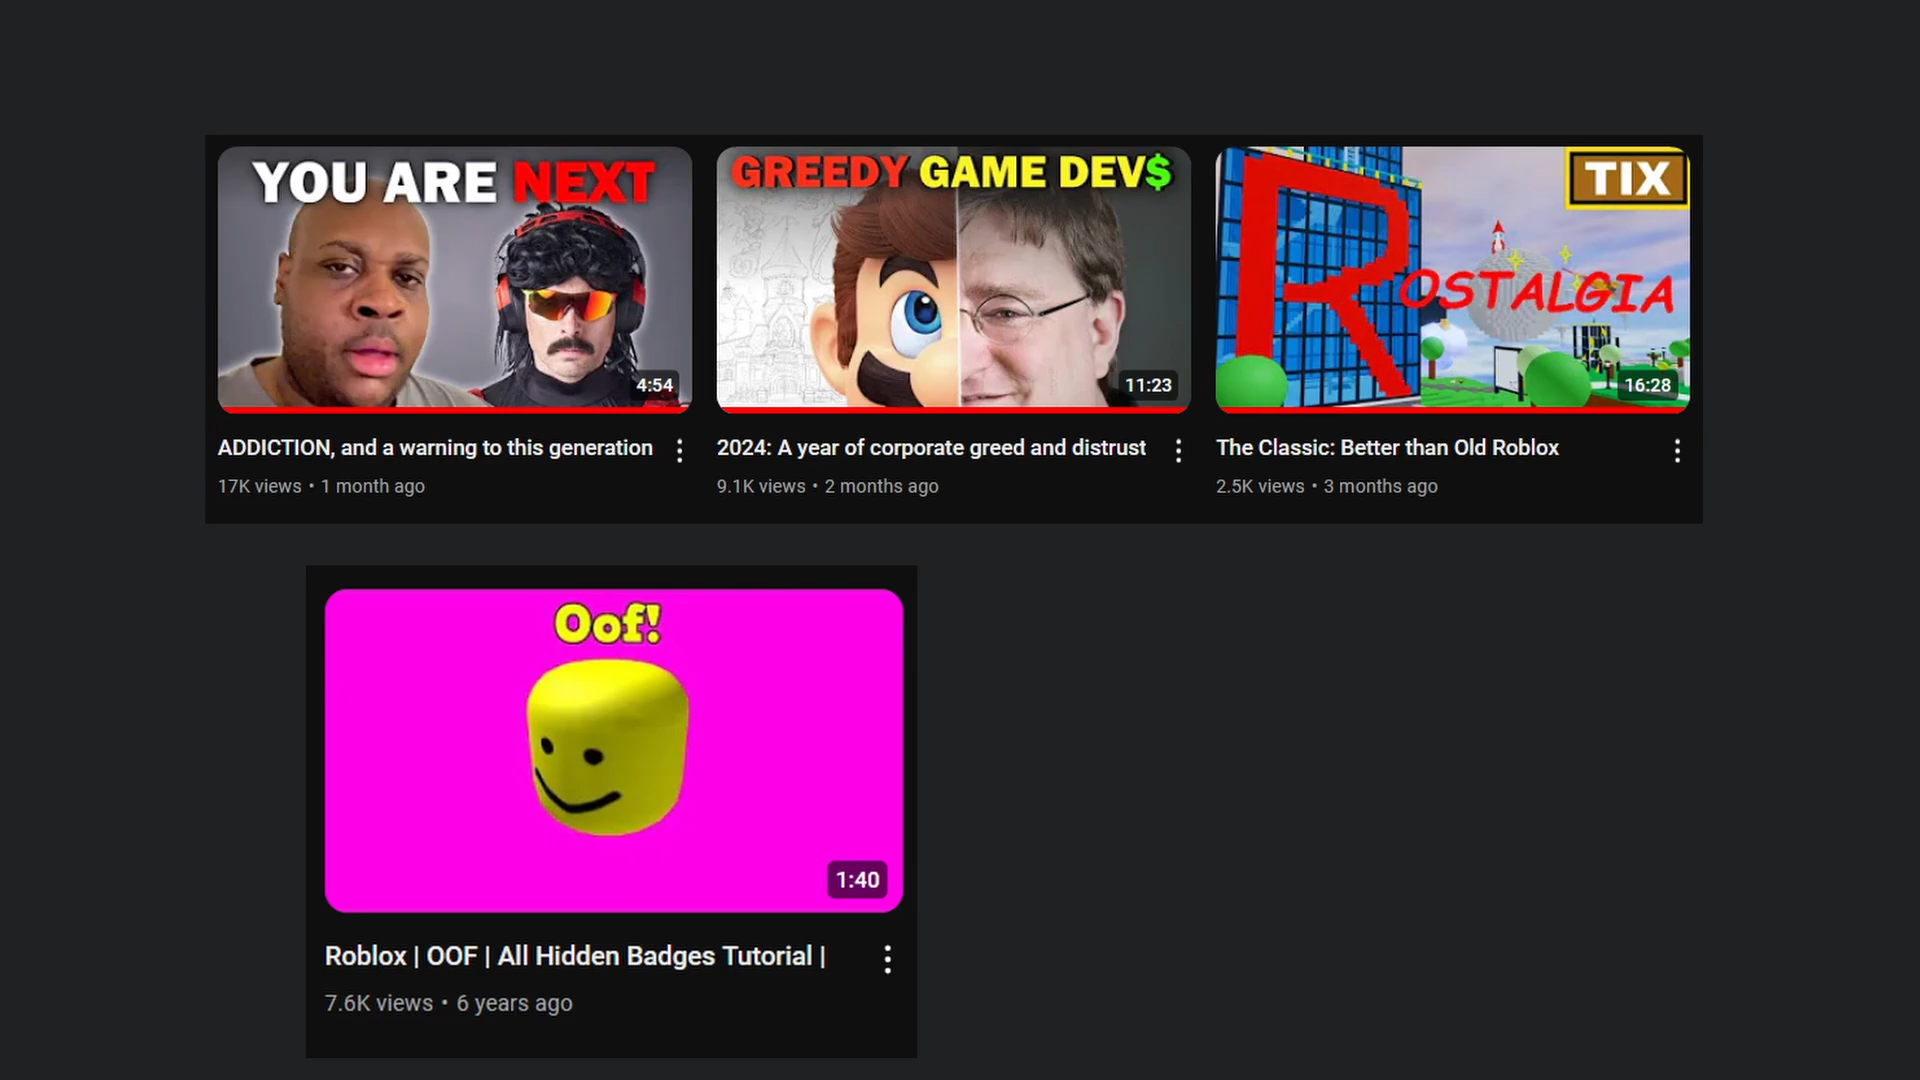 YOU ARE NEXT
4:54
ADDICTION, and a warning to this generation
17K views • 1 month ago
GREEDY GAME DEV$
11:23
2024: A year of corporate greed and distrust
9.1K views • 2 months ago
TIX
ROSTALGIA
16:28
The Classic: Better than Old Roblox
2.5K views • 3 months ago
Oof!
1:40
Roblox | OOF | All Hidden Badges Tutorial |
7.6K views • 6 years ago